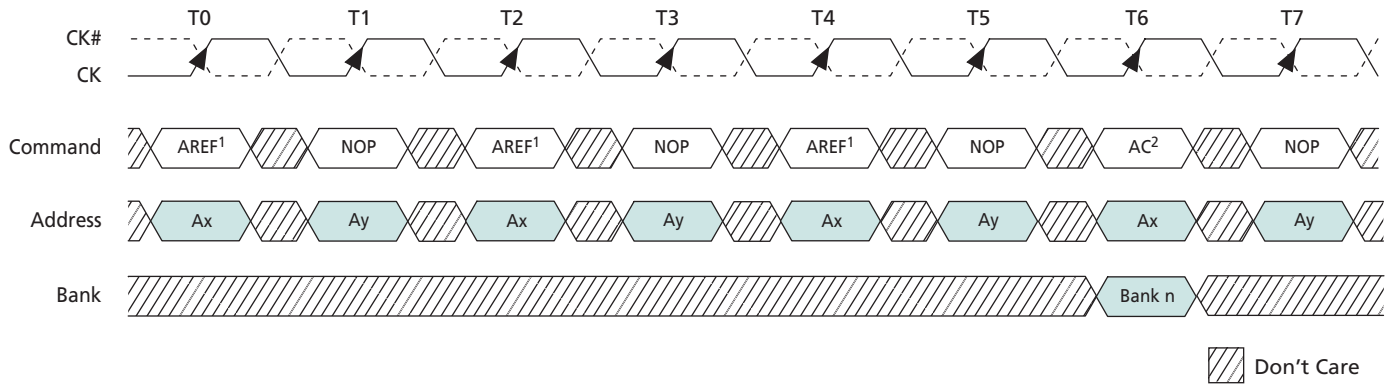 T0 T1 T2 T3 T4 T5 T6 T7
CK#
CK
Command AREF¹ NOP AREF¹ NOP AREF¹ NOP AC² NOP
Address Ax Ay Ax Ay Ax Ay Ax Ay
Bank Bank n
Don't Care